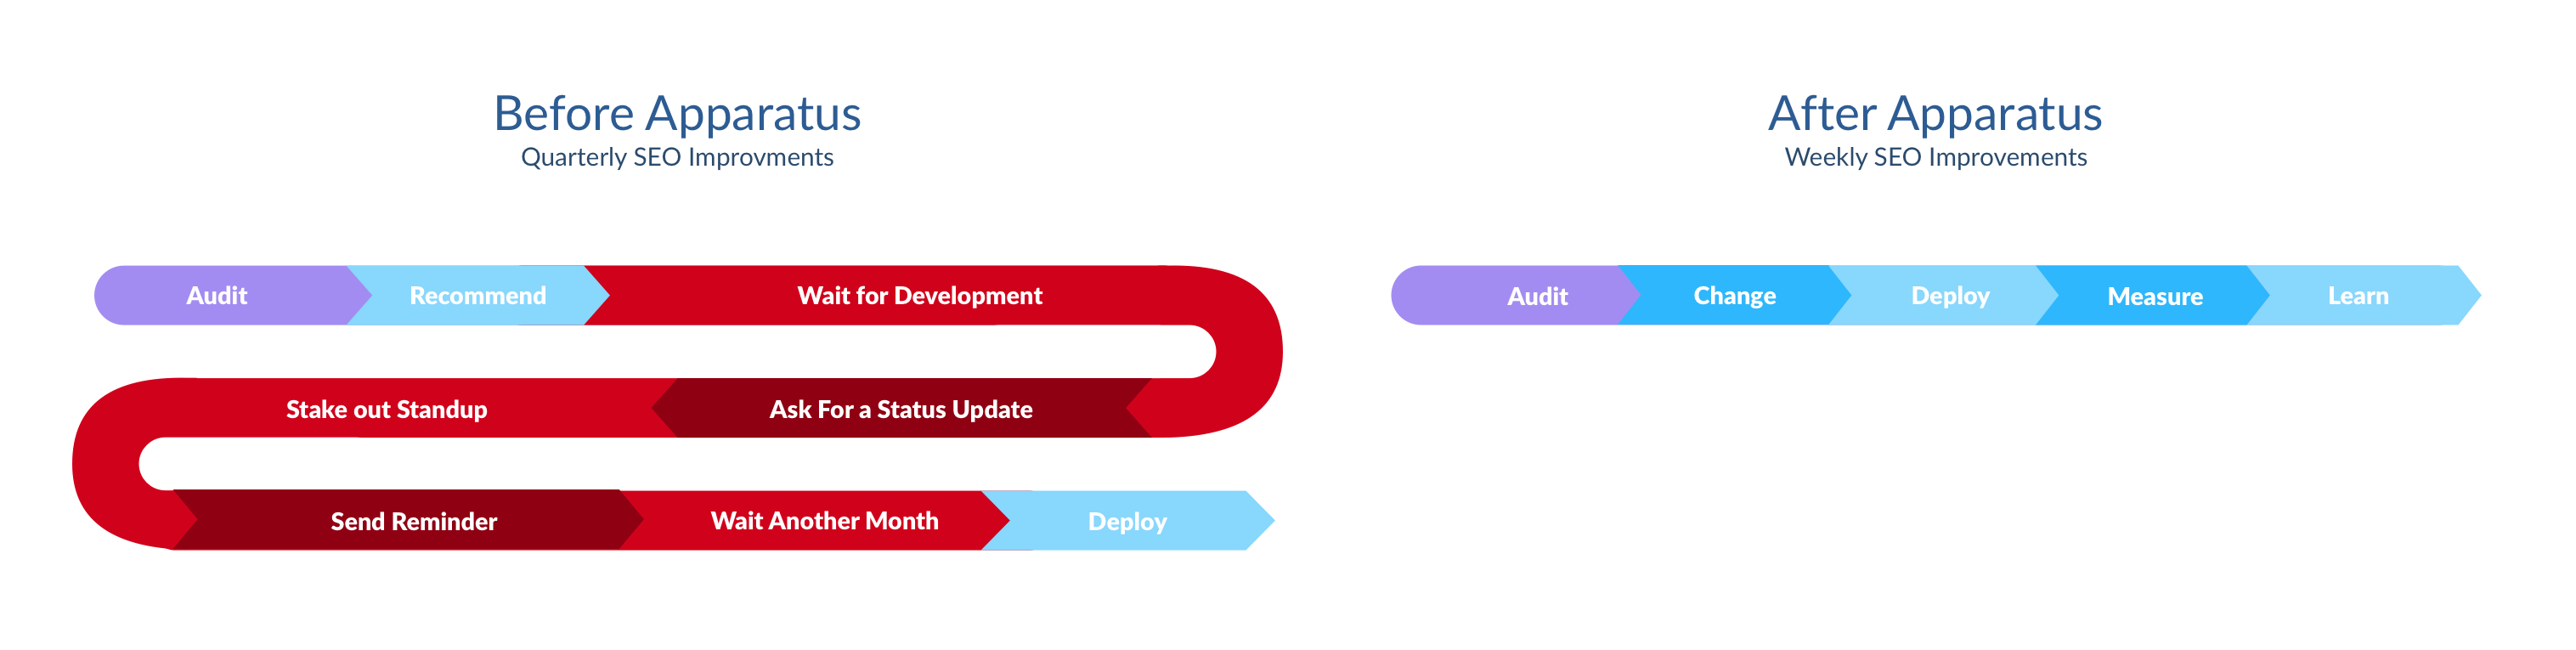 Before Apparatus
Quarterly SEO Improvments
Audit
Recommend
Wait for Development
Ask For a Status Update
Stake out Standup
Send Reminder
Wait Another Month
Deploy
After Apparatus
Weekly SEO Improvements
Audit
Change
Deploy
Measure
Learn